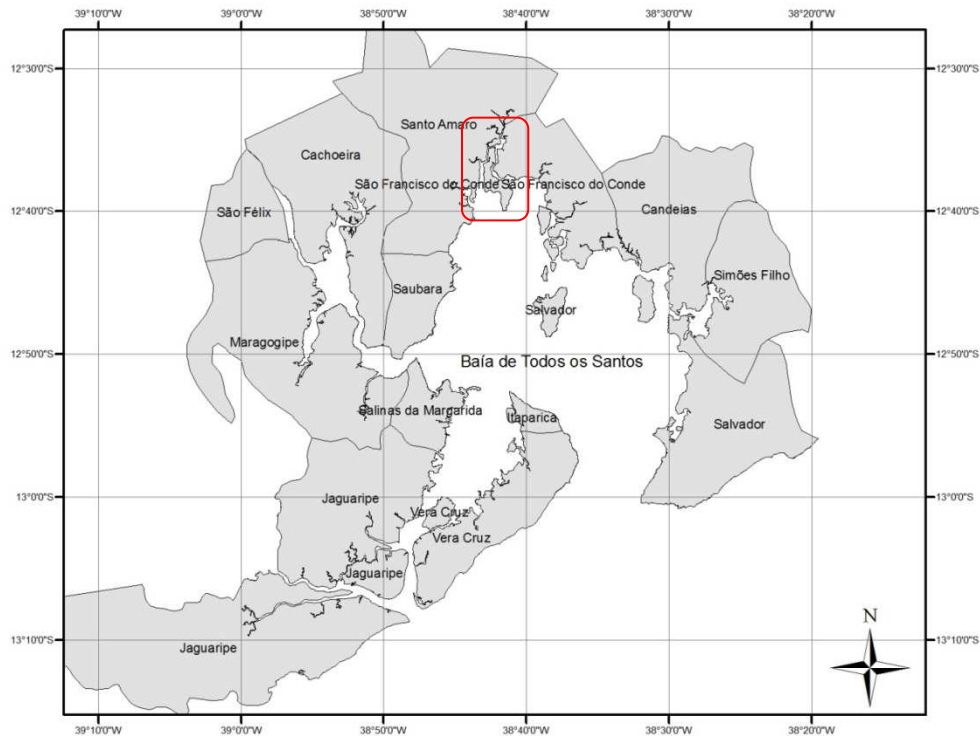 39°10'0"W 39°0'0"W 38°50'0"W 38°40'0"W 38°30'0"W 38°20'0"W
12°30'0"S 12°30'0"S
Santo Amaro
Cachoeira
São Francisco do Conde São Francisco do Conde
São Félix
Candeias
12°40'0"S 12°40'0"S
Simões Filho
Saubara
Salvador
Maragogipe
12°50'0"S 12°50'0"S
Baía de Todos os Santos
Salinas da Margarida
Itaparica
Salvador
Jaguaripe
13°0'0"S 13°0'0"S
Vera Cruz
Vera Cruz
Jaguaripe
N
13°10'0"S 13°10'0"S
Jaguaripe
39°10'0"W 39°0'0"W 38°50'0"W 38°40'0"W 38°30'0"W 38°20'0"W